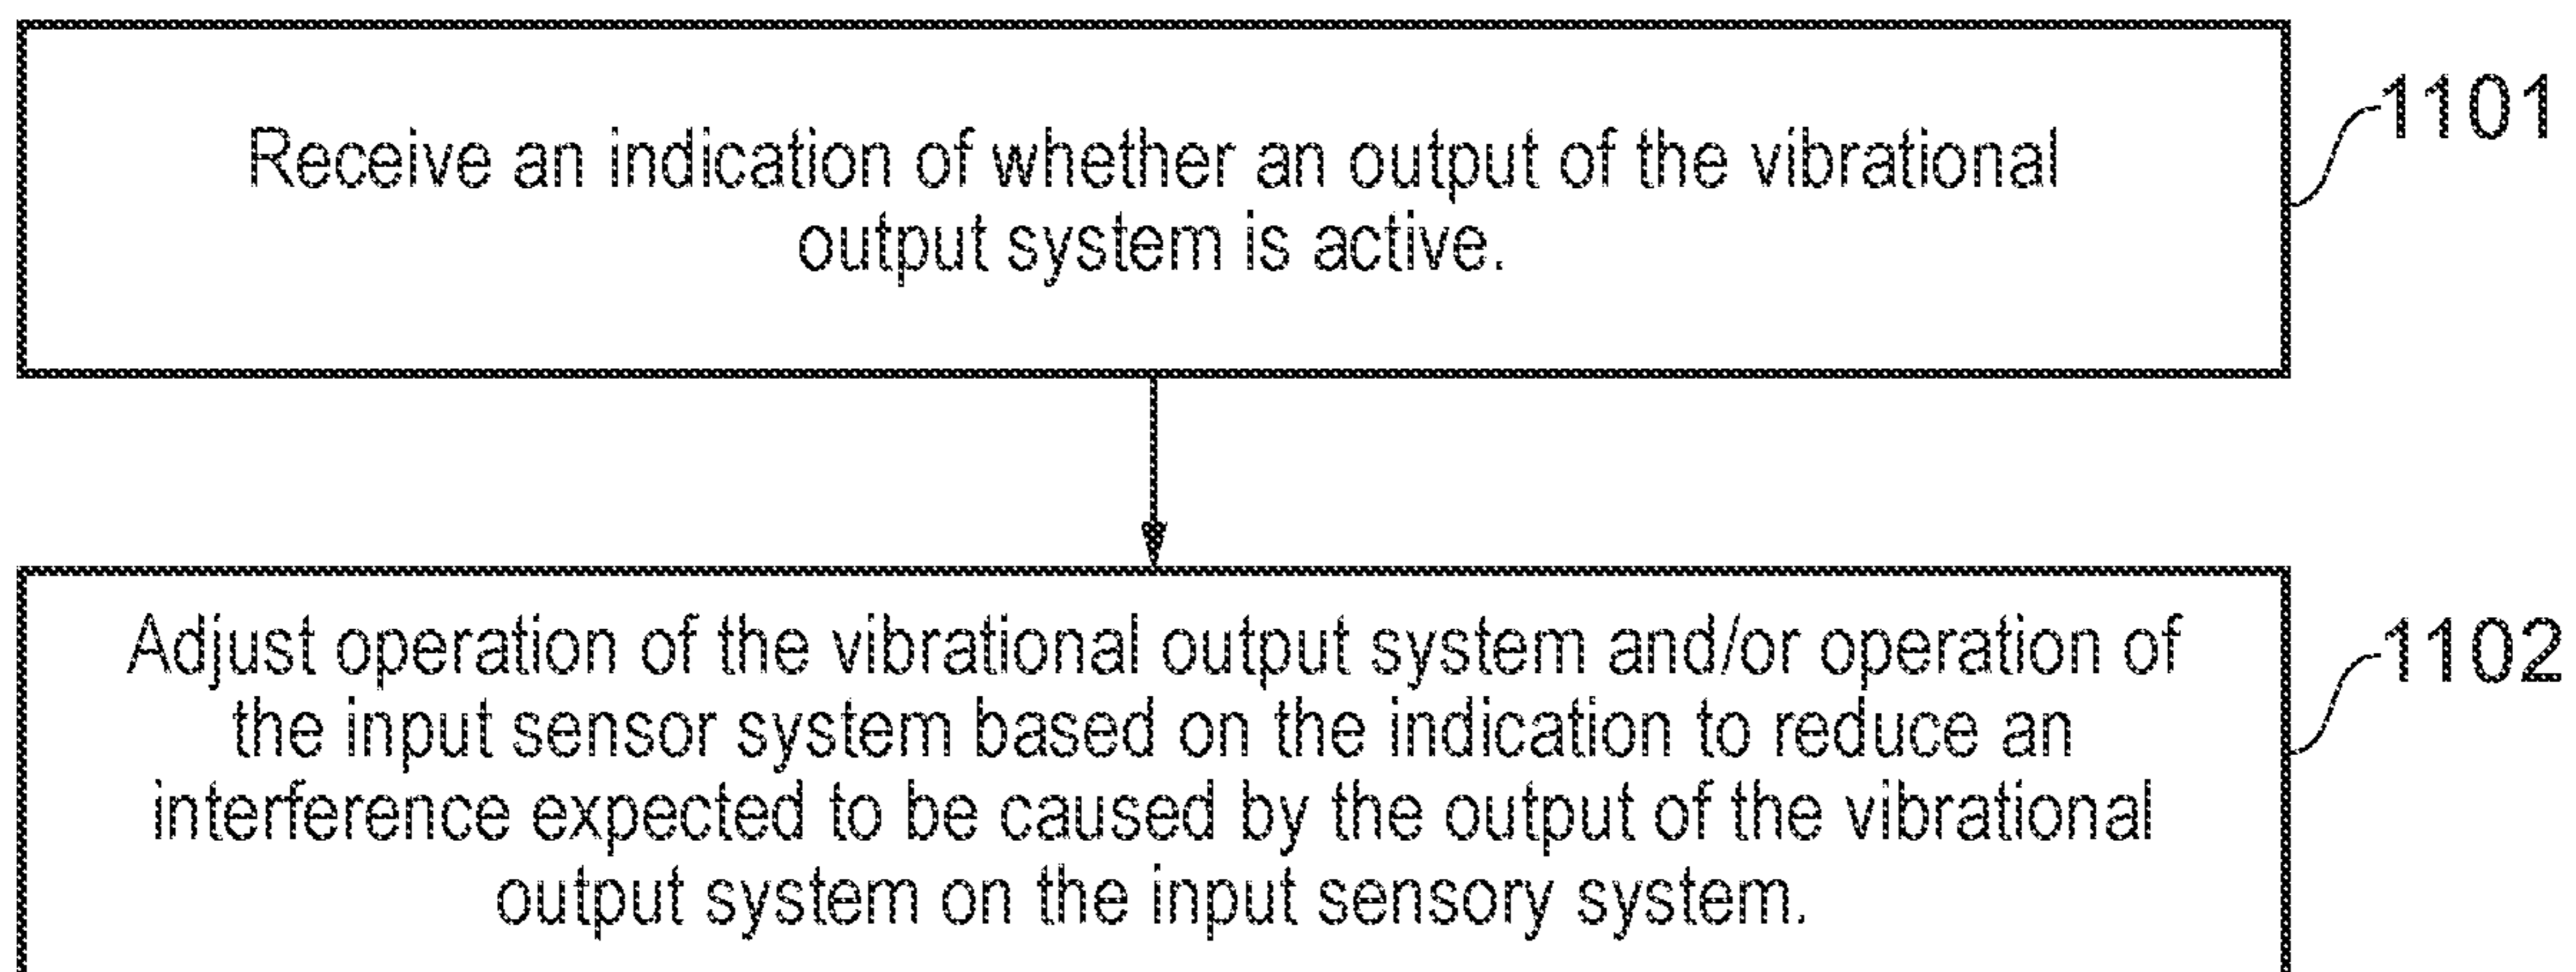 Receive an indication of whether an output of the vibrational
output system is active.
1101
Adjust operation of the vibrational output system and/or operation of
the input sensor system based on the indication to reduce an
interference expected to be caused by the output of the vibrational
output system on the input sensory system.
1102